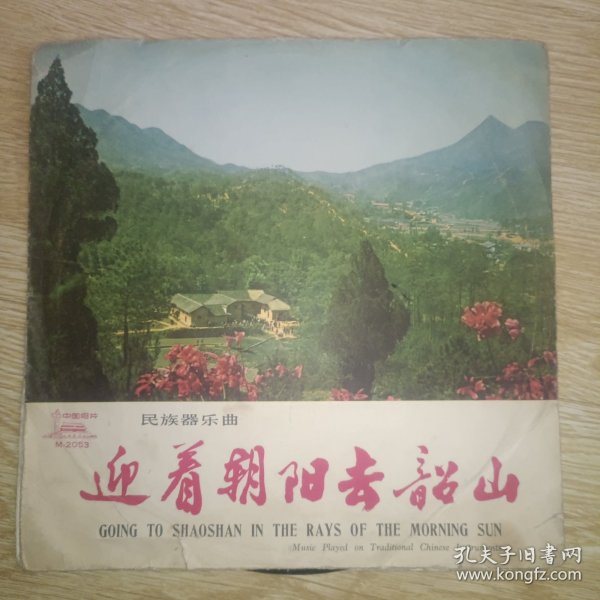 中国唱片
M-2053
民族器乐曲
迎着朝阳去韶山
GOING TO SHAOSHAN IN THE RAYS OF THE MORNING SUN
(Music Played on Traditional Chinese
孔夫子旧书网
www.kongfz.com